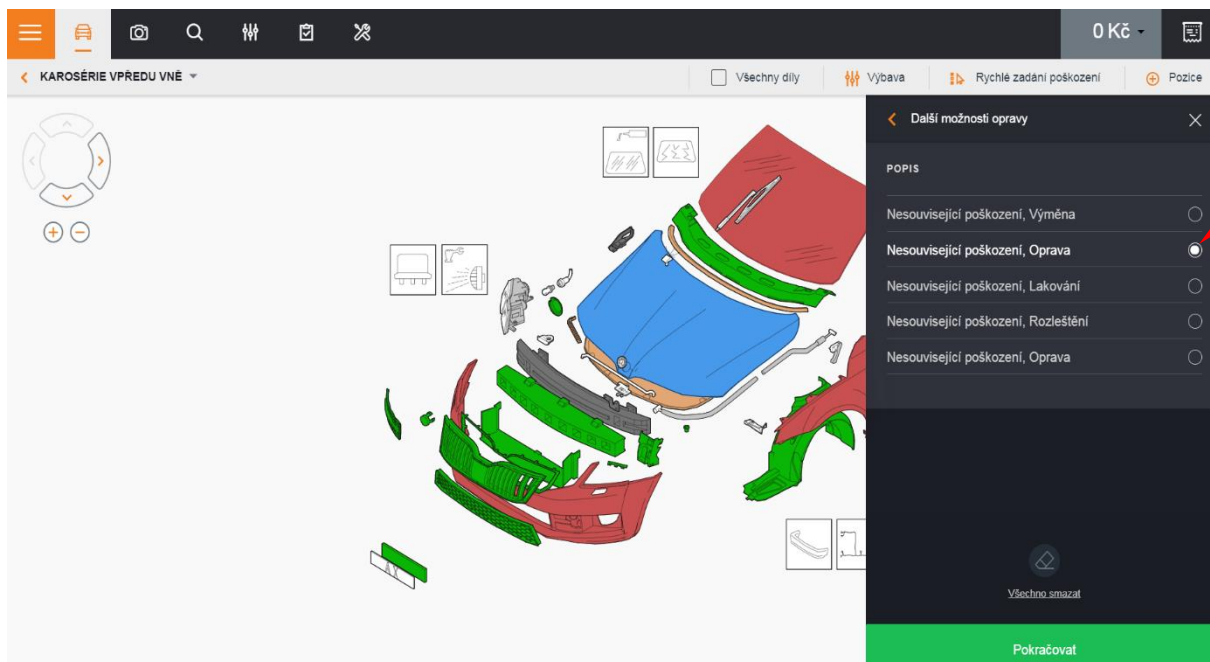 0 Kč
KAROSÉRIE VPŘEDU VNĚ
Všechny díly
Výbava
Rychlé zadání poškození
Pozice
Další možnosti opravy
POPIS
Nesouvisející poškození, Výměna
Nesouvisející poškození, Oprava
Nesouvisející poškození, Lakování
Nesouvisející poškození, Rozleštění
Nesouvisející poškození, Oprava
Všechno smazat
Pokračovat